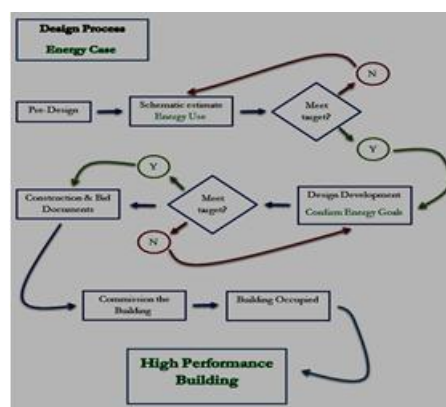 Design Process
Energy Case
N
Pre-Design
Schematic estimate
Energy Use
Meet
target?
Y
Y
Construction & Bid
Documents
Meet
target?
Design Development
Confirm Energy Goals
N
Commission the
Building
Building Occupied
High Performance
Building